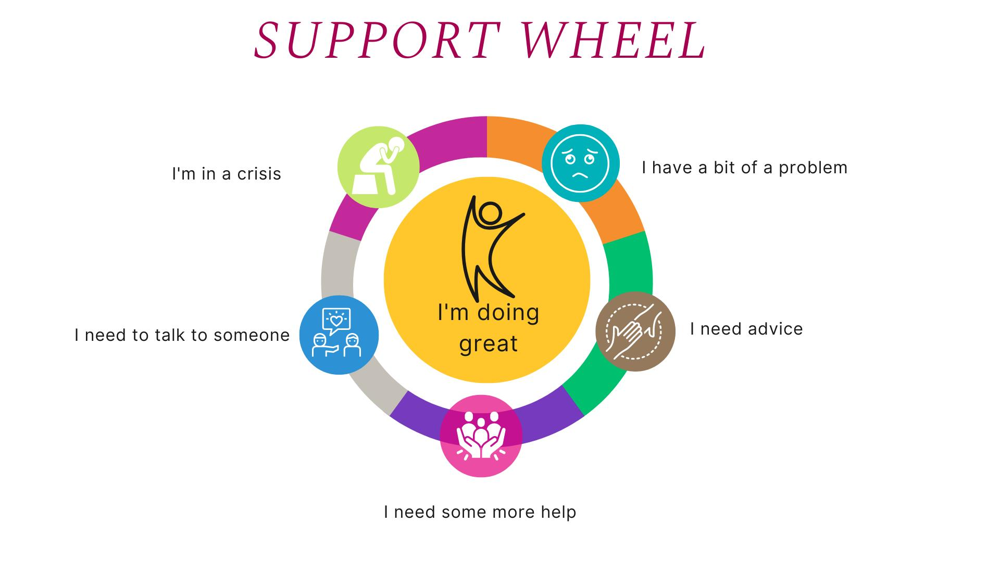 SUPPORT WHEEL
I'm in a crisis
I have a bit of a problem
I'm doing
great
I need to talk to someone
I need advice
I need some more help